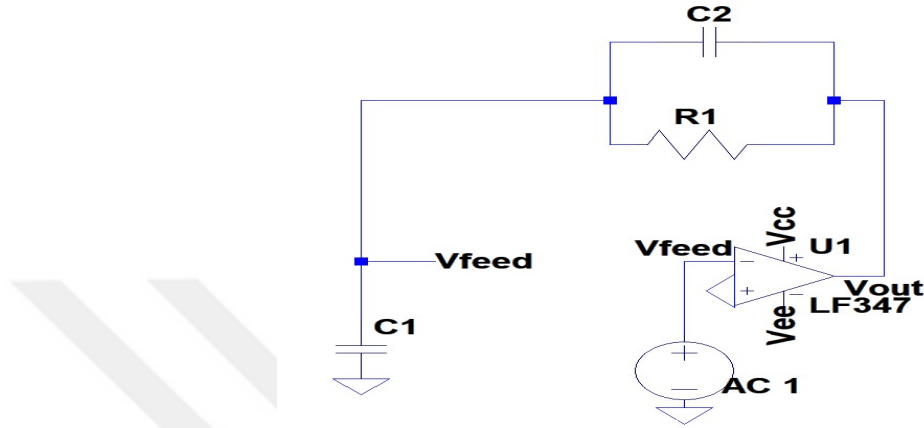 C2
R1
Vfeed
Vfeed
Vcc
U1
Vout
LF347
Vee
C1
AC 1